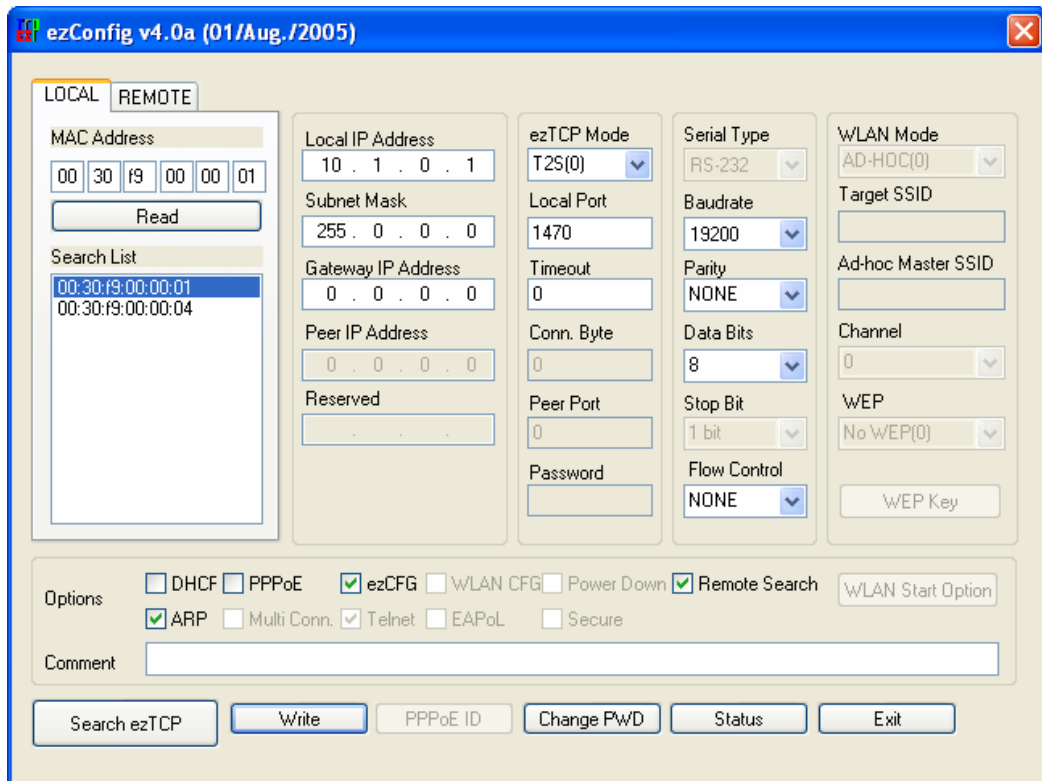 ezConfig v4.0a (01/Aug./2005)
LOCAL REMOTE
MAC Address
00 30 f9 00 00 01
Read
Search List
00:30:f9:00:00:01
00:30:f9:00:00:04
Local IP Address
10 . 1 . 0 . 1
Subnet Mask
255 . 0 . 0 . 0
Gateway IP Address
0 . 0 . 0 . 0
Peer IP Address
0 . 0 . 0 . 0
Reserved
. . .
ezTCP Mode
T2S(0)
Local Port
1470
Timeout
0
Conn. Byte
0
Peer Port
0
Password
Serial Type
RS-232
Baudrate
19200
Parity
NONE
Data Bits
8
Stop Bit
1 bit
Flow Control
NONE
WLAN Mode
AD-HOC(0)
Target SSID
Ad-hoc Master SSID
Channel
0
WEP
No WEP(0)
WEP Key
Options
DHCF PPPoE ezCFG WLAN CFG Power Down Remote Search
ARP Multi Conn. Telnet EAPoL Secure
WLAN Start Option
Comment
Search ezTCP Write PPPoE ID Change PWD Status Exit